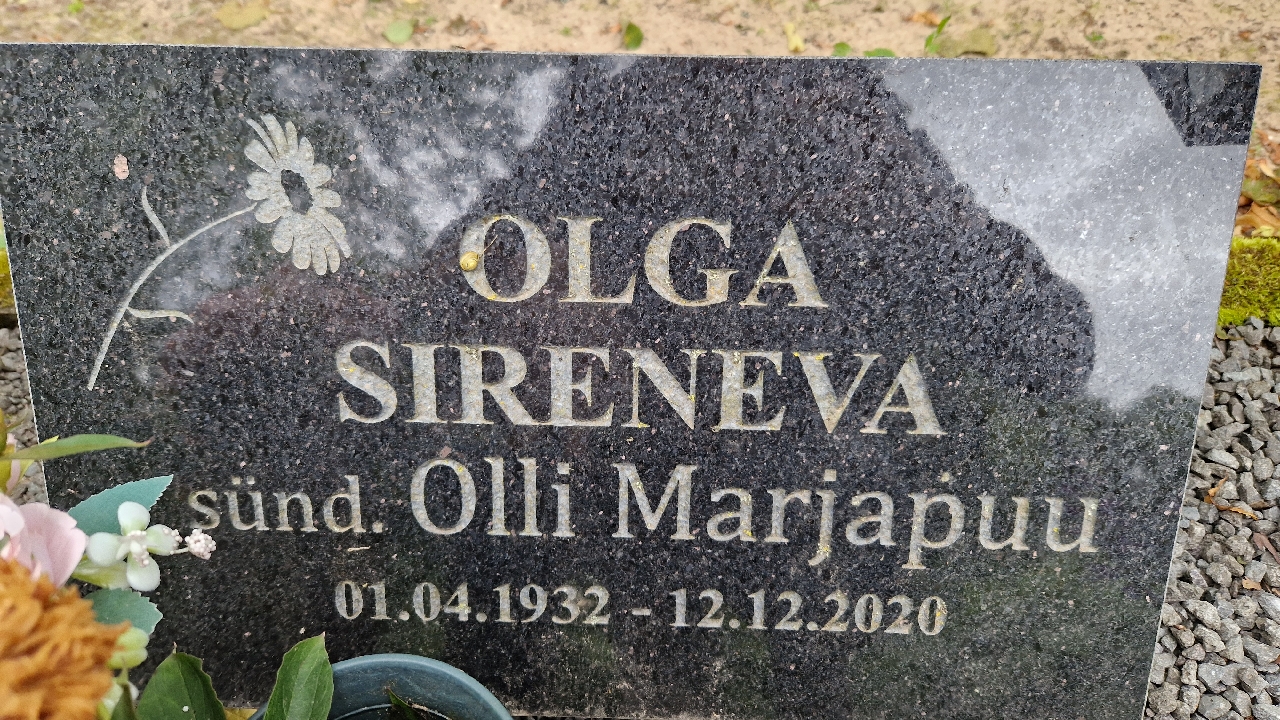 OLGA
SIRENEVA
sünd. Olli Marjapuu
01.04.1932 - 12.12.2020